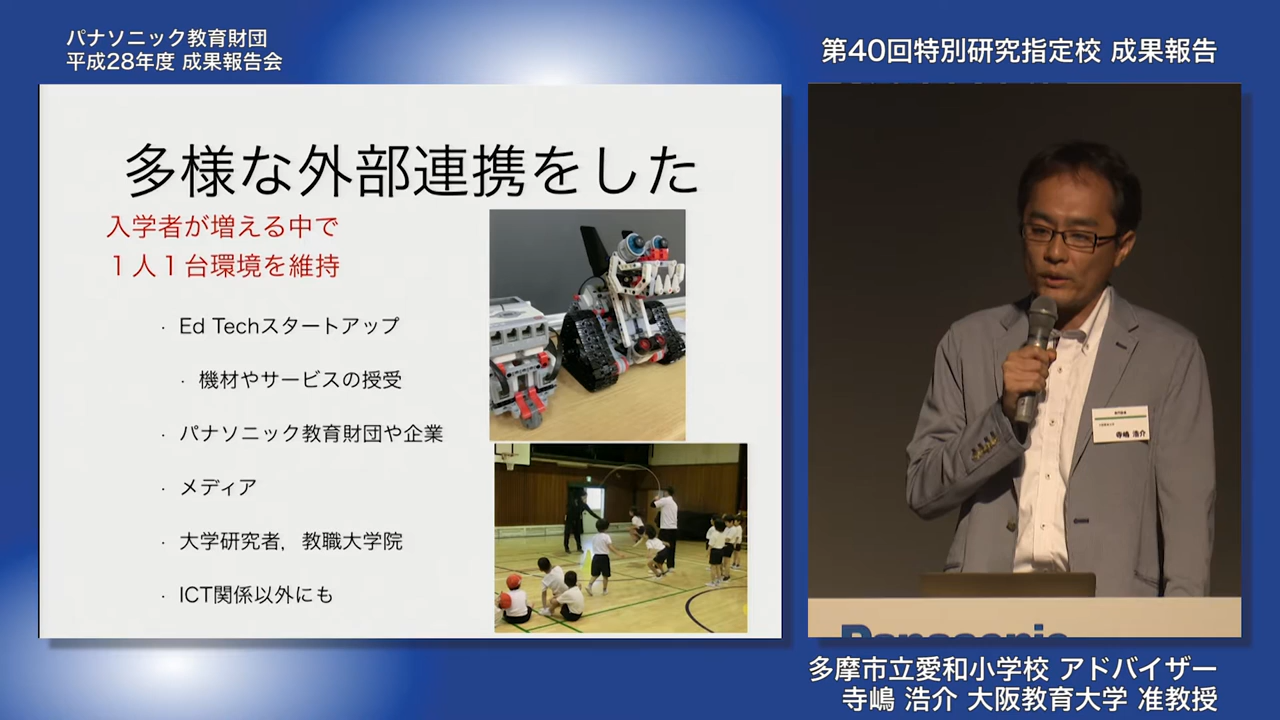 パナソニック教育財団
平成28年度 成果報告会
第40回特別研究指定校 成果報告
多様な外部連携をした
入学者が増える中で
１人１台環境を維持
· Ed Techスタートアップ
· 機材やサービスの授受
· パナソニック教育財団や企業
· メディア
· 大学研究者，教職大学院
· ICT関係以外にも
寺嶋 浩介
Panasonic
多摩市立愛和小学校 アドバイザー
寺嶋 浩介 大阪教育大学 准教授